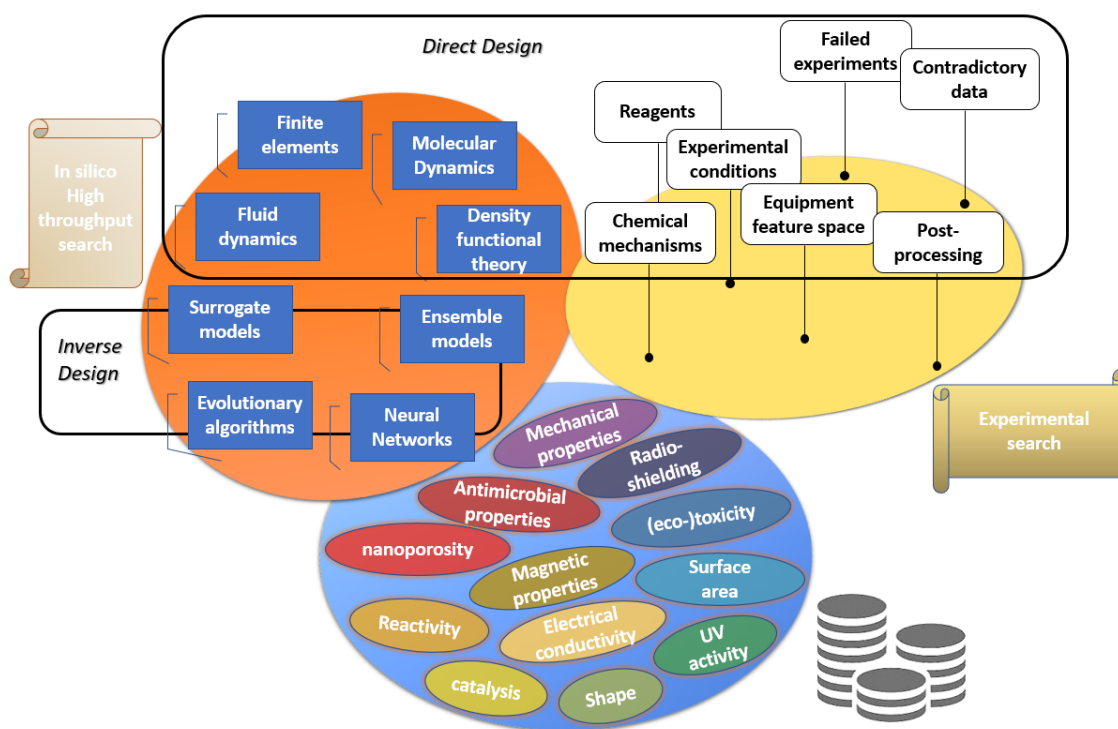 Direct Design
Failed
experiments
Contradictory
data
Reagents
Experimental
conditions
Chemical
mechanisms
Equipment
feature space
Post-
processing
In silico
High
throughput
search
Finite
elements
Molecular
Dynamics
Fluid
dynamics
Density
functional
theory
Surrogate
models
Ensemble
models
Inverse
Design
Evolutionary
algorithms
Neural
Networks
Experimental
search
Mechanical
properties
Radio-
shielding
Antimicrobial
properties
(eco-)toxicity
nanoporosity
Magnetic
properties
Surface
area
Reactivity
Electrical
conductivity
UV
activity
catalysis
Shape